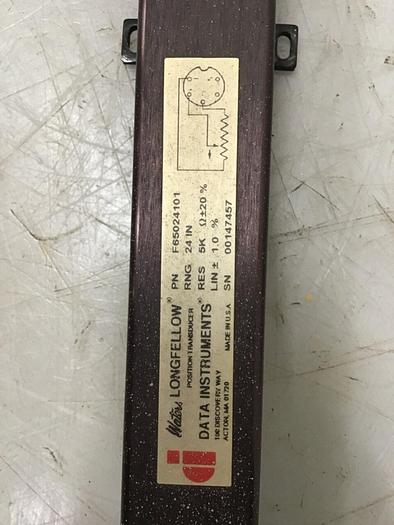 Waters LONGFELLOW®
POSITION TRANSDUCER
DATA INSTRUMENTS®
100 DISCOVERY WAY
ACTON, MA 01720
MADE IN U.S.A
PN F65024101
RNG 24 IN
RES 5K Ω±20 %
LIN ± 1.0 %
SN 00147457